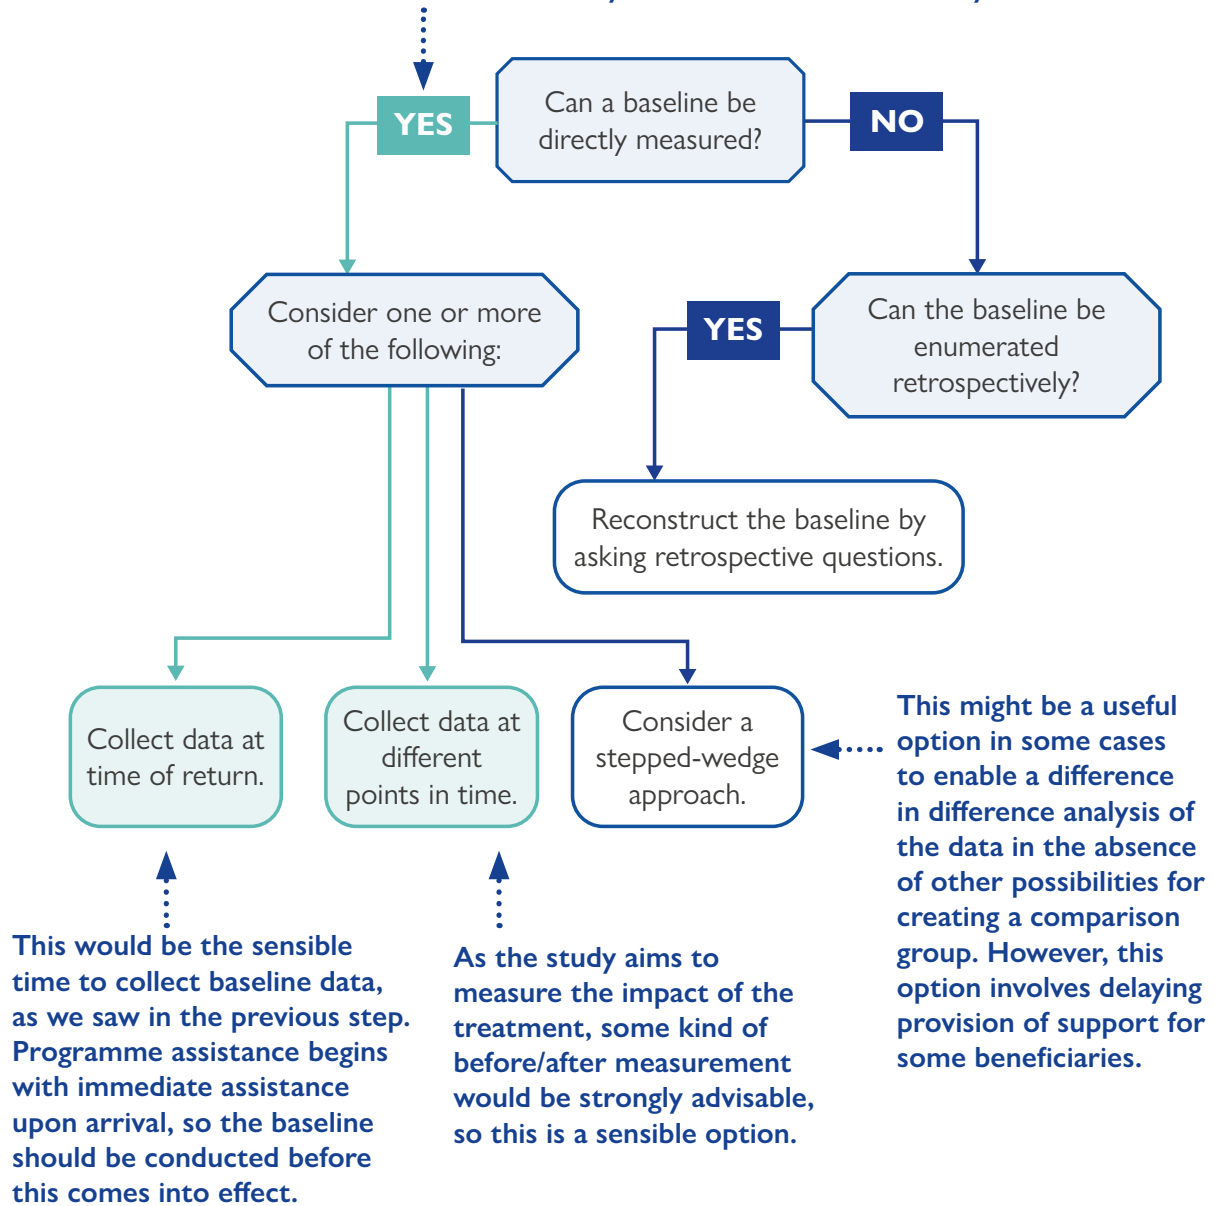 Can a baseline be
directly measured?
YES
NO
Consider one or more
of the following:
YES
Can the baseline be
enumerated
retrospectively?
Reconstruct the baseline by
asking retrospective questions.
Collect data at
time of return.
Collect data at
different
points in time.
Consider a
stepped-wedge
approach.
This might be a useful
option in some cases
to enable a difference
in difference analysis of
the data in the absence
of other possibilities for
creating a comparison
group. However, this
option involves delaying
provision of support for
some beneficiaries.
This would be the sensible
time to collect baseline data,
as we saw in the previous step.
Programme assistance begins
with immediate assistance
upon arrival, so the baseline
should be conducted before
this comes into effect.
As the study aims to
measure the impact of the
treatment, some kind of
before/after measurement
would be strongly advisable,
so this is a sensible option.